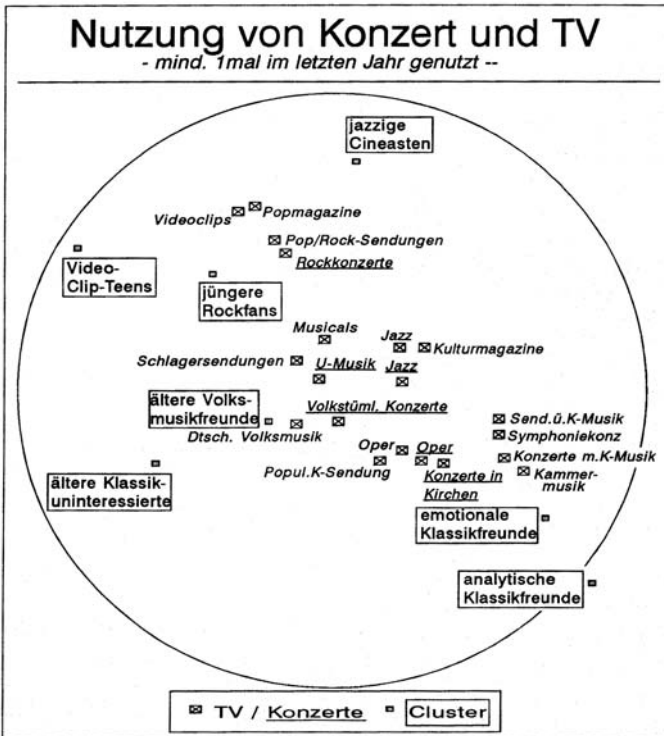 Nutzung von Konzert und TV
- mind. 1mal im letzten Jahr genutzt --
jazzige
Cineasten
Videoclips
Popmagazine
Pop/Rock-Sendungen
Rockkonzerte
Video-
Clip-Teens
jüngere
Rockfans
Musicals
Jazz
Kulturmagazine
Schlagersendungen
U-Musik
Jazz
ältere Volks-
musikfreunde
Volkstüml. Konzerte
Dtsch. Volksmusik
Send.ü.K-Musik
Symphoniekonz
Oper
Oper
Konzerte m.K-Musik
Popul.K-Sendung
Konzerte in
Kirchen
Kammer-
musik
ältere Klassik-
uninteressierte
emotionale
Klassikfreunde
analytische
Klassikfreunde
TV / Konzerte
Cluster